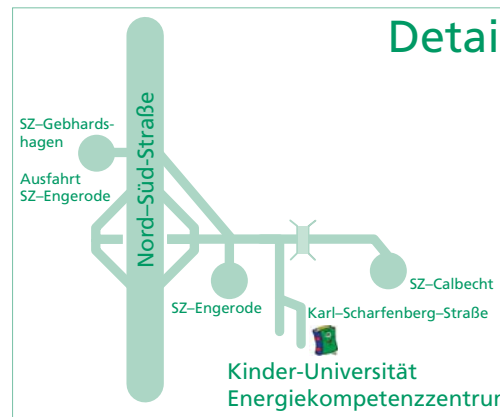 Detai
Nord–Süd-Straße
SZ–Gebhards-
hagen
Ausfahrt
SZ–Engerode
SZ–Engerode
SZ–Calbecht
Karl–Scharfenberg–Straße
Kinder-Universität
Energiekompetenzzentrum